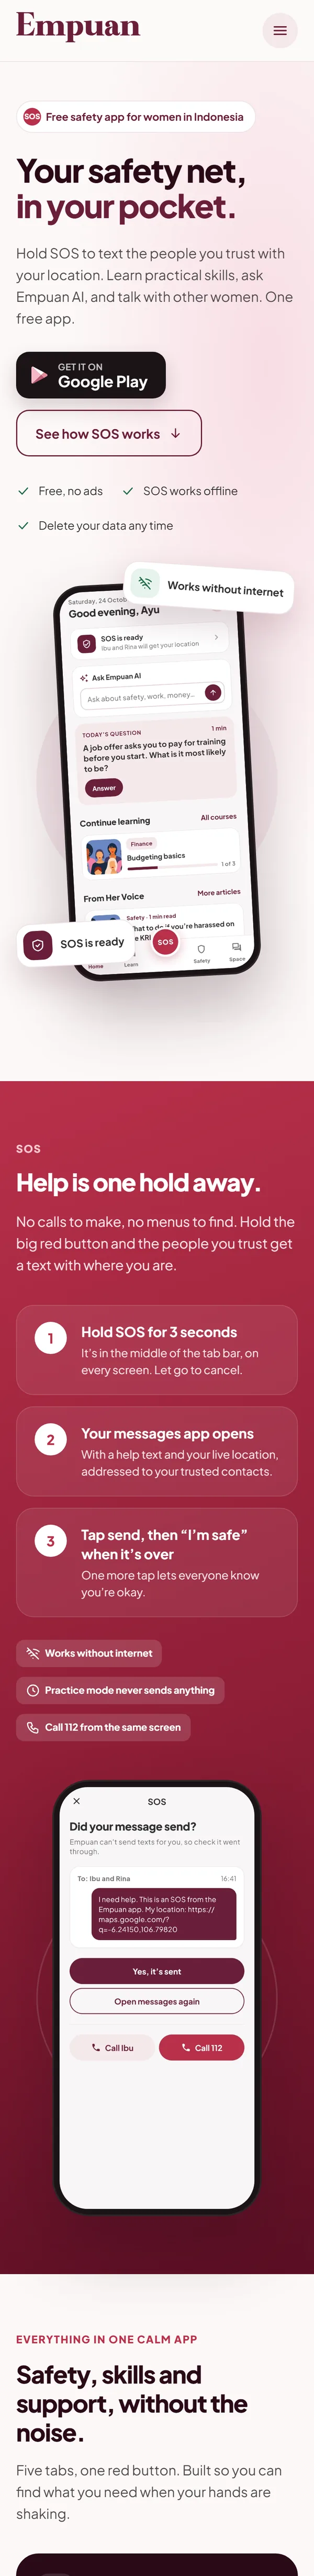 Empuan
SOS Free safety app for women in Indonesia
Your safety net,
in your pocket.
Hold SOS to text the people you trust with
your location. Learn practical skills, ask
Empuan AI, and talk with other women. One
free app.
GET IT ON
Google Play
See how SOS works
Free, no ads
SOS works offline
Delete your data any time
Works without internet
Saturday, 24 Octob
Good evening, Ayu
SOS is ready
Ibu and Rina will get your location
Ask Empuan AI
Ask about safety, work, money...
TODAY'S QUESTION
1 min
A job offer asks you to pay for training
before you start. What is it most likely
to be?
Answer
Continue learning
All courses
Finance
Budgeting basics
1 of 3
From Her Voice
More articles
Safety · 1 min read
hat to do if you're harassed on
e KRL
SOS is ready
SOS
Home
Learn
Safety
Space
SOS
Help is one hold away.
No calls to make, no menus to find. Hold the
big red button and the people you trust get
a text with where you are.
1
Hold SOS for 3 seconds
It's in the middle of the tab bar, on
every screen. Let go to cancel.
2
Your messages app opens
With a help text and your live location,
addressed to your trusted contacts.
3
Tap send, then “I'm safe”
when it's over
One more tap lets everyone know
you're okay.
Works without internet
Practice mode never sends anything
Call 112 from the same screen
SOS
Did your message send?
Empuan can't send texts for you, so check it went
through.
To: Ibu and Rina
16.41
I need help. This is an SOS from the
Empuan app. My location: https://
maps.google.com/?
q=-6.24150,106.79820
Yes, it's sent
Open messages again
Call Ibu
Call 112
EVERYTHING IN ONE CALM APP
Safety, skills and
support, without the
noise.
Five tabs, one red button. Built so you can
find what you need when your hands are
shaking.